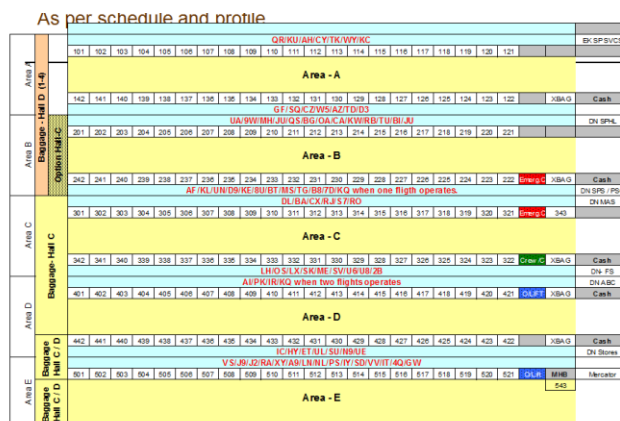 As per schedule and profile
QR/KU/AH/CY/TK/WY/KC
EK SP SVCS
101 102 103 104 105 106 107 108 109 110 111 112 113 114 115 116 117 118 119 120 121
Area A
Baggage - Hall D (1-4)
Area - A
142 141 140 139 138 137 136 135 134 133 132 131 130 129 128 127 126 125 124 123 122 XBAG Cash
GF/SQ/CZ/W5/AZ/TD/D3
UA/9W/MH/JU/QS/BG/OA/CA/KW/RB/TU/BI/JU
DN SPHL
201 202 203 204 205 206 207 208 209 210 211 212 213 214 215 216 217 218 219 220 221
Area B
Option Hall-C
Area - B
242 241 240 239 238 237 236 235 234 233 232 231 230 229 228 227 226 225 224 223 222 Emerg.C XBAG Cash
AF/KL/UN/D9/KE/8U/BT/MS/TG/B8/7D/KQ when one fligth operates.
DN SPS / PS
DL/BA/CX/RJ/S7/RO
DN MAS
301 302 303 304 305 306 307 308 309 310 311 312 313 314 315 316 317 318 319 320 321 Emerg.C 343
Area C
Baggage- Hall C
Area - C
342 341 340 339 338 337 336 335 334 333 332 331 330 329 328 327 326 325 324 323 322 Crew /C XBAG Cash
LH/OS/LX/SK/ME/SV/U6/U8/2B
DN- FS
AI/PK/IR/KQ when two flights operates
DN ABC
401 402 403 404 405 406 407 408 409 410 411 412 413 414 415 416 417 418 419 420 421 O/LIFT XBAG Cash
Area D
Area - D
442 441 440 439 438 437 436 435 434 433 432 431 430 429 428 427 426 425 424 423 422 XBAG Cash
Baggage Hall C / D
IC/HY/ET/UL/SU/N9/UE
DN Stores
VS/J9/J2/RA/XY/A9/LN/NL/PS/IY/SD/VV/IT/4Q/GW
501 502 503 504 505 506 507 508 509 510 511 512 513 514 515 516 517 518 519 520 521 O/Lift MHB Mercator
543
Area E
Baggage Hall C / D
Area - E